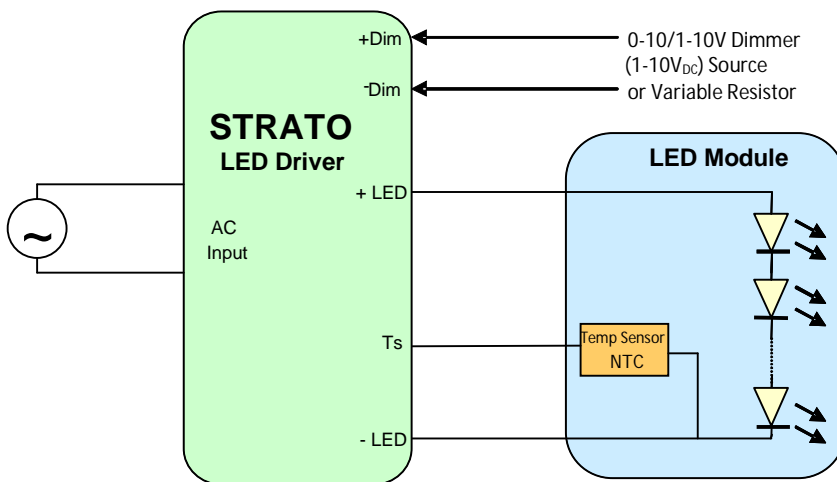 +Dim
-Dim
0-10/1-10V Dimmer
(1-10VDC) Source
or Variable Resistor
STRATO
LED Driver
LED Module
+ LED
~
AC
Input
Ts
Temp Sensor
NTC
- LED